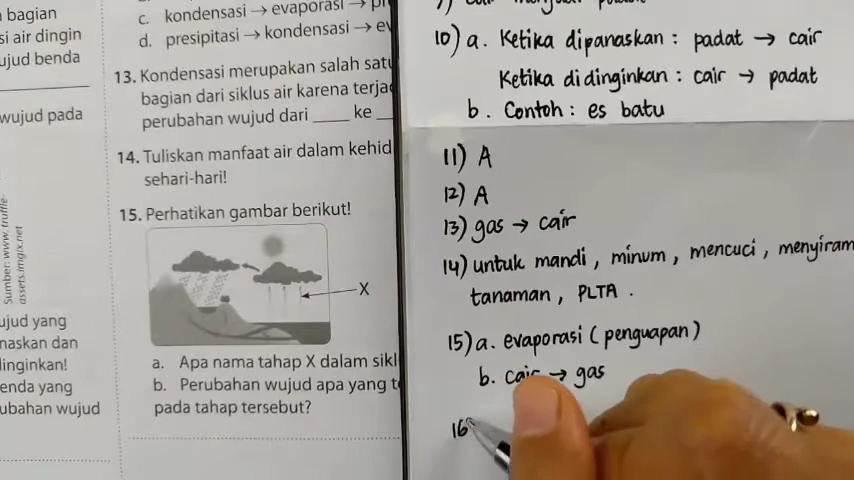 bagian
si air dingin
ujud benda
wujud pada
Sumber: www.truffle-
assets.imgix.net
ujud yang
naskan dan
inginkan!
enda yang
ubahan wujud
c. kondensasi → evaporasi →
d. presipitasi → kondensasi →
13. Kondensasi merupakan salah satu
bagian dari siklus air karena terja
perubahan wujud dari _____ ke __
14. Tuliskan manfaat air dalam kehid
sehari-hari!
15. Perhatikan gambar berikut!
X
a. Apa nama tahap X dalam sikl
b. Perubahan wujud apa yang t
pada tahap tersebut?
10) a. Ketika dipanaskan : padat → cair
Ketika didinginkan : cair → padat
b. Contoh : es batu
11) A
12) A
13) gas → cair
14) untuk mandi, minum, mencuci, menyiram
tanaman, PLTA.
15) a. evaporasi (penguapan)
b. cair → gas
16